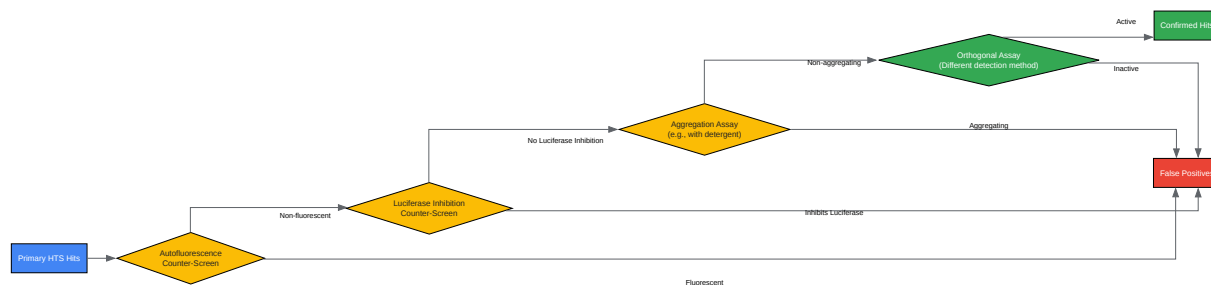 Primary HTS Hits
Autofluorescence
Counter-Screen
Non-fluorescent
Fluorescent
Luciferase Inhibition
Counter-Screen
No Luciferase Inhibition
Inhibits Luciferase
Aggregation Assay
(e.g., with detergent)
Non-aggregating
Aggregating
Orthogonal Assay
(Different detection method)
Active
Inactive
Confirmed Hits
False Positives